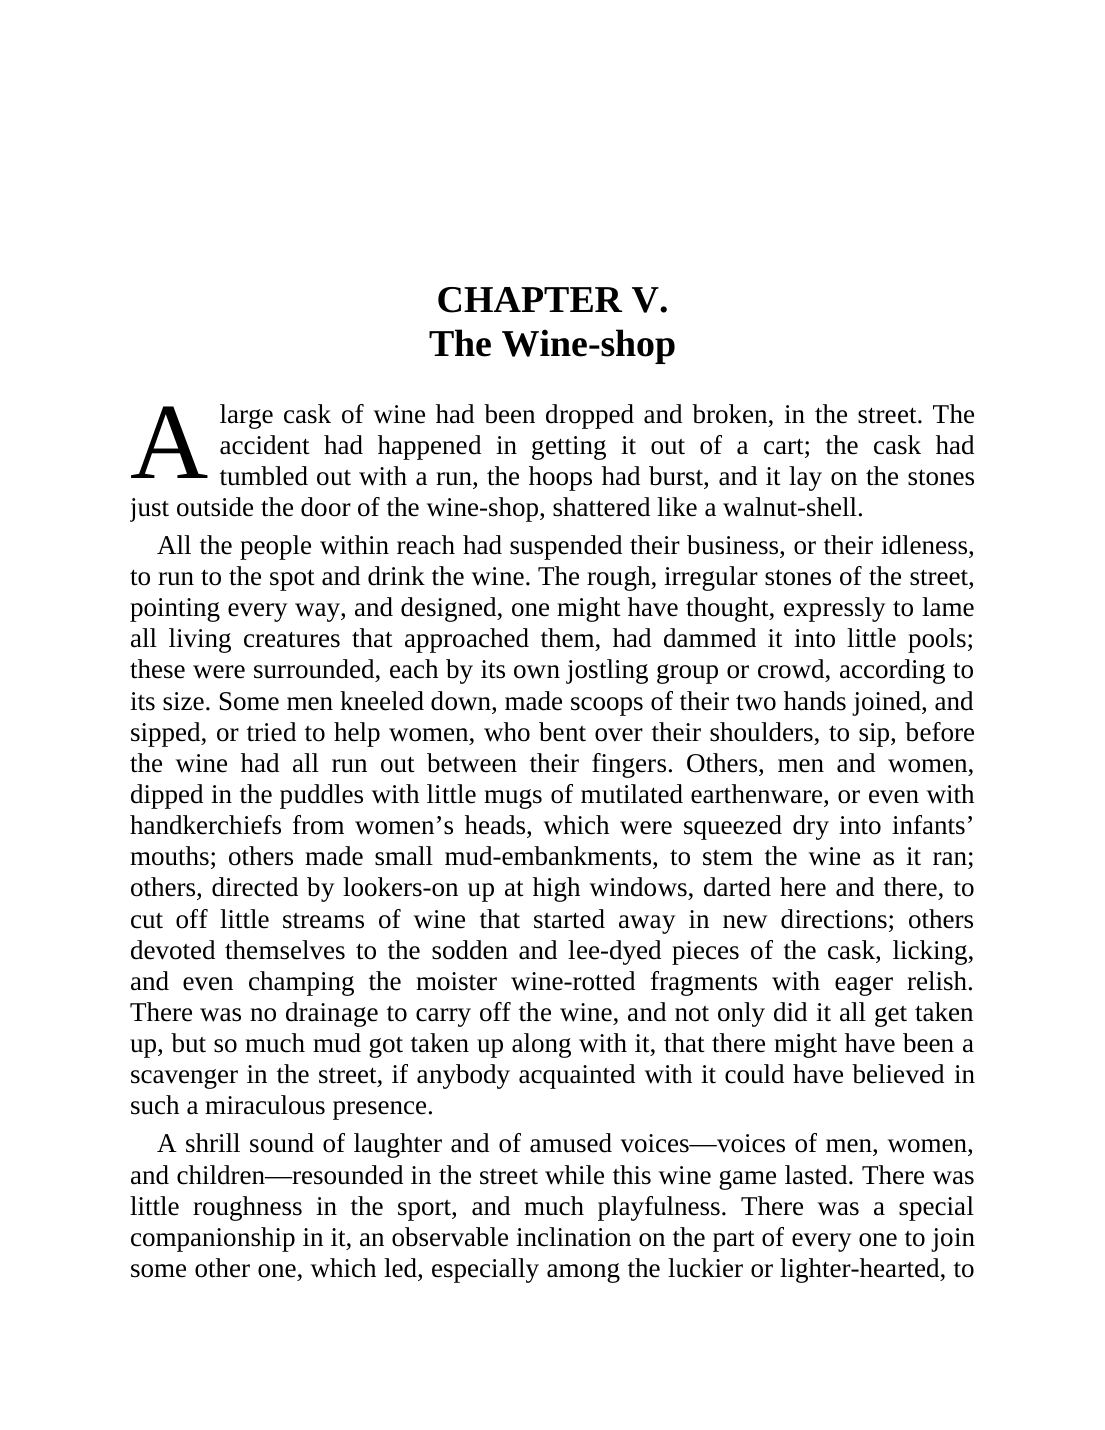 CHAPTER V.
The Wine-shop
A large cask of wine had been dropped and broken, in the street. The
accident had happened in getting it out of a cart; the cask had
tumbled out with a run, the hoops had burst, and it lay on the stones
just outside the door of the wine-shop, shattered like a walnut-shell.
All the people within reach had suspended their business, or their idleness,
to run to the spot and drink the wine. The rough, irregular stones of the street,
pointing every way, and designed, one might have thought, expressly to lame
all living creatures that approached them, had dammed it into little pools;
these were surrounded, each by its own jostling group or crowd, according to
its size. Some men kneeled down, made scoops of their two hands joined, and
sipped, or tried to help women, who bent over their shoulders, to sip, before
the wine had all run out between their fingers. Others, men and women,
dipped in the puddles with little mugs of mutilated earthenware, or even with
handkerchiefs from women’s heads, which were squeezed dry into infants’
mouths; others made small mud-embankments, to stem the wine as it ran;
others, directed by lookers-on up at high windows, darted here and there, to
cut off little streams of wine that started away in new directions; others
devoted themselves to the sodden and lee-dyed pieces of the cask, licking,
and even champing the moister wine-rotted fragments with eager relish.
There was no drainage to carry off the wine, and not only did it all get taken
up, but so much mud got taken up along with it, that there might have been a
scavenger in the street, if anybody acquainted with it could have believed in
such a miraculous presence.
A shrill sound of laughter and of amused voices—voices of men, women,
and children—resounded in the street while this wine game lasted. There was
little roughness in the sport, and much playfulness. There was a special
companionship in it, an observable inclination on the part of every one to join
some other one, which led, especially among the luckier or lighter-hearted, to